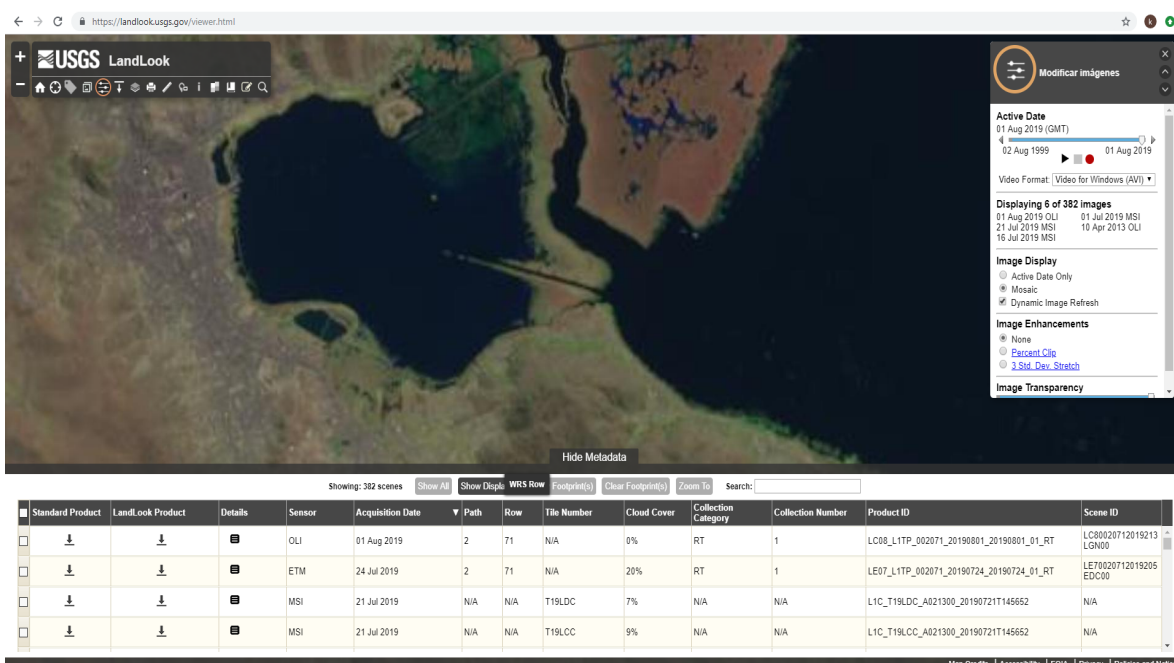 https://landlook.usgs.gov/viewer.html
USGS LandLook
Modificar imágenes
Active Date
01 Aug 2019 (GMT)
02 Aug 1999 01 Aug 2019
Video Format: Video for Windows (AVI)
Displaying 6 of 382 images
01 Aug 2019 OLI 01 Jul 2019 MSI
21 Jul 2019 MSI 10 Apr 2013 OLI
16 Jul 2019 MSI
Image Display
Active Date Only
Mosaic
Dynamic Image Refresh
Image Enhancements
None
Percent Clip
3 Std. Dev. Stretch
Image Transparency
Hide Metadata
Showing: 382 scenes Show All Show Displa WRS Row Footprint(s) Clear Footprint(s) Zoom To Search:
Standard Product LandLook Product Details Sensor Acquisition Date Path Row Tile Number Cloud Cover Collection Category Collection Number Product ID Scene ID
OLI 01 Aug 2019 2 71 N/A 0% RT 1 LC08_L1TP_002071_20190801_20190801_01_RT LC80020712019213
LGN00
ETM 24 Jul 2019 2 71 N/A 20% RT 1 LE07_L1TP_002071_20190724_20190724_01_RT LE70020712019205
EDC00
MSI 21 Jul 2019 N/A N/A T19LDC 7% N/A N/A L1C_T19LDC_A021300_20190721T145652 N/A
MSI 21 Jul 2019 N/A N/A T19LCC 9% N/A N/A L1C_T19LCC_A021300_20190721T145652 N/A